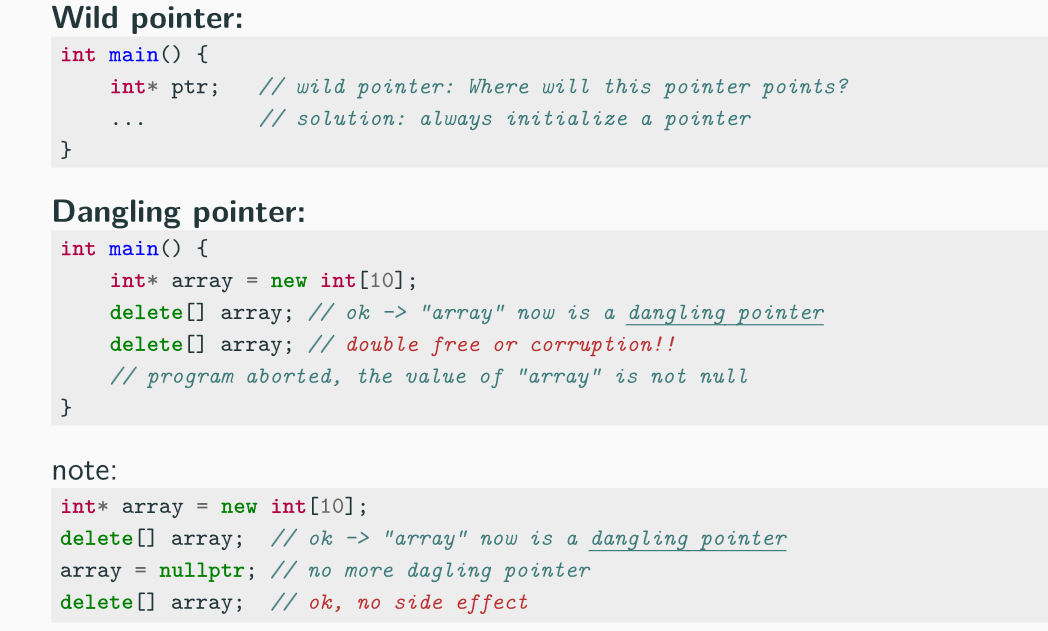 Wild pointer:
int main() {
    int* ptr;   // wild pointer: Where will this pointer points?
    ...         // solution: always initialize a pointer
}
Dangling pointer:
int main() {
    int* array = new int[10];
    delete[] array; // ok -> "array" now is a dangling pointer
    delete[] array; // double free or corruption!!
    // program aborted, the value of "array" is not null
}
note:
int* array = new int[10];
delete[] array;  // ok -> "array" now is a dangling pointer
array = nullptr; // no more dagling pointer
delete[] array;  // ok, no side effect